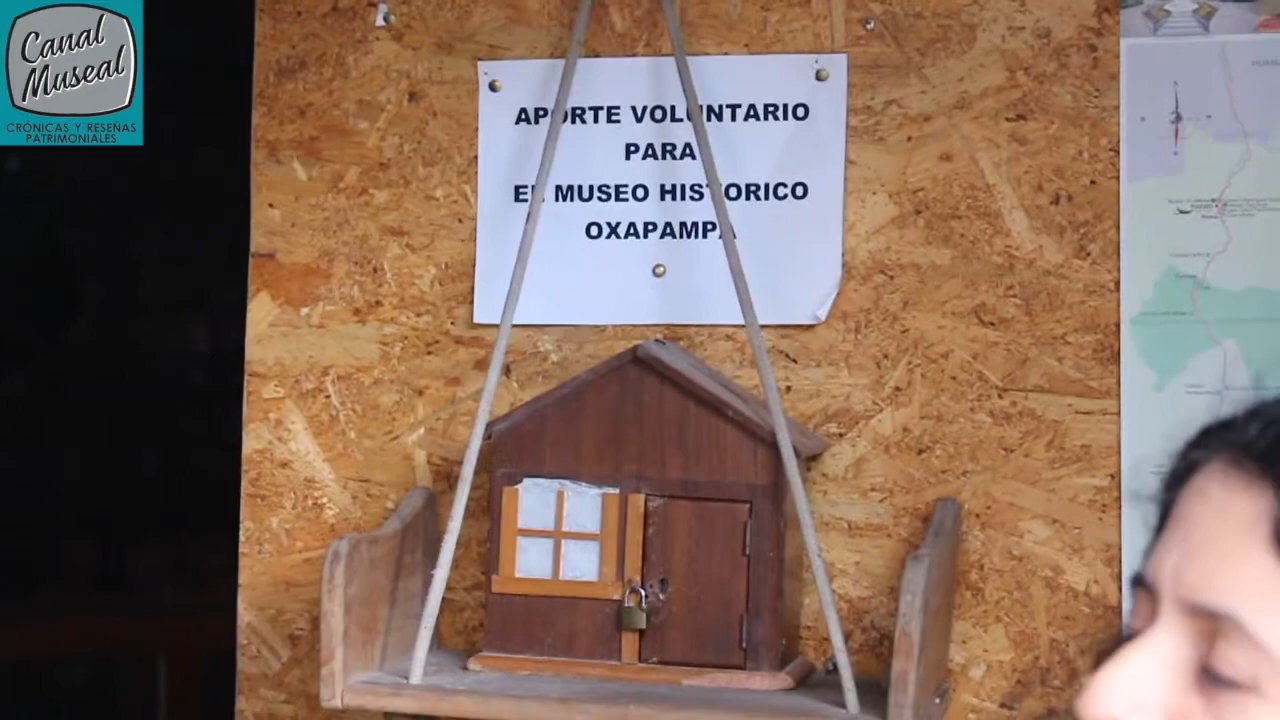 Canal
Museal
CRÓNICAS Y RESEÑAS
PATRIMONIALES
APORTE VOLUNTARIO
PARA
EL MUSEO HISTORICO
OXAPAMPA